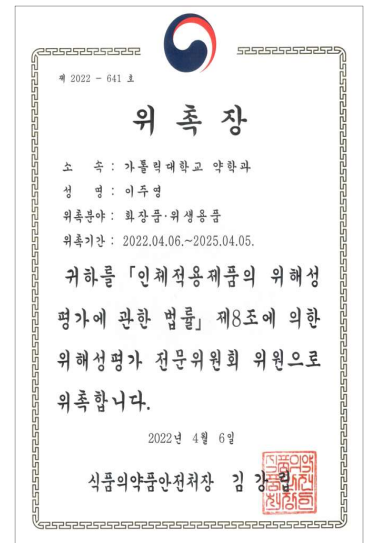 제 2022 - 641 호
위 촉 장
소 속 : 가톨릭대학교 약학과
성 명 : 이주영
위촉분야: 화장품·위생용품
위촉기간: 2022.04.06.~2025.04.05.
귀하를 「인체적용제품의 위해성
평가에 관한 법률」 제8조에 의한
위해성평가 전문위원회 위원으로
위촉합니다.
2022년 4월 6일
식품의약품안전처장 김 강 립